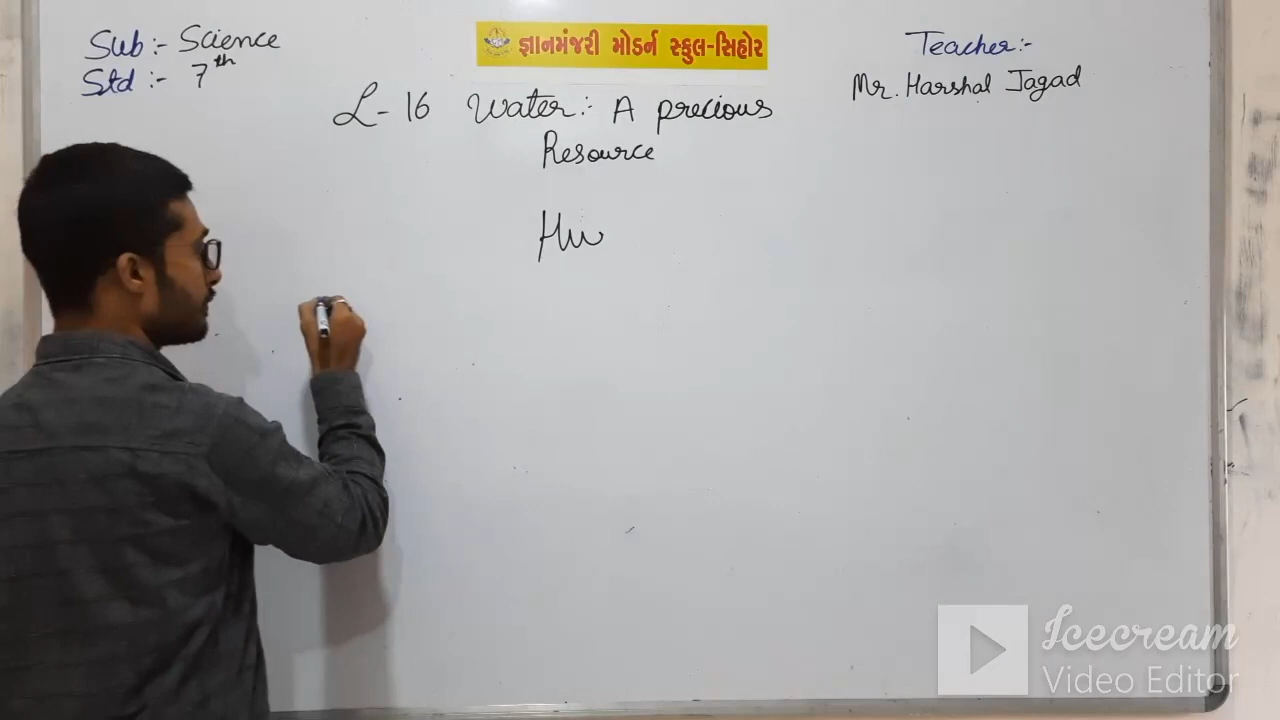 Sub:- Science
Std:- 7th
જ્ઞાનમંજરી મોડર્ન સ્કુલ-સિહોર
Teacher:-
Mr. Harshal Jagad
L-16 Water:- A precious
Resource
Icecream
Video Editor